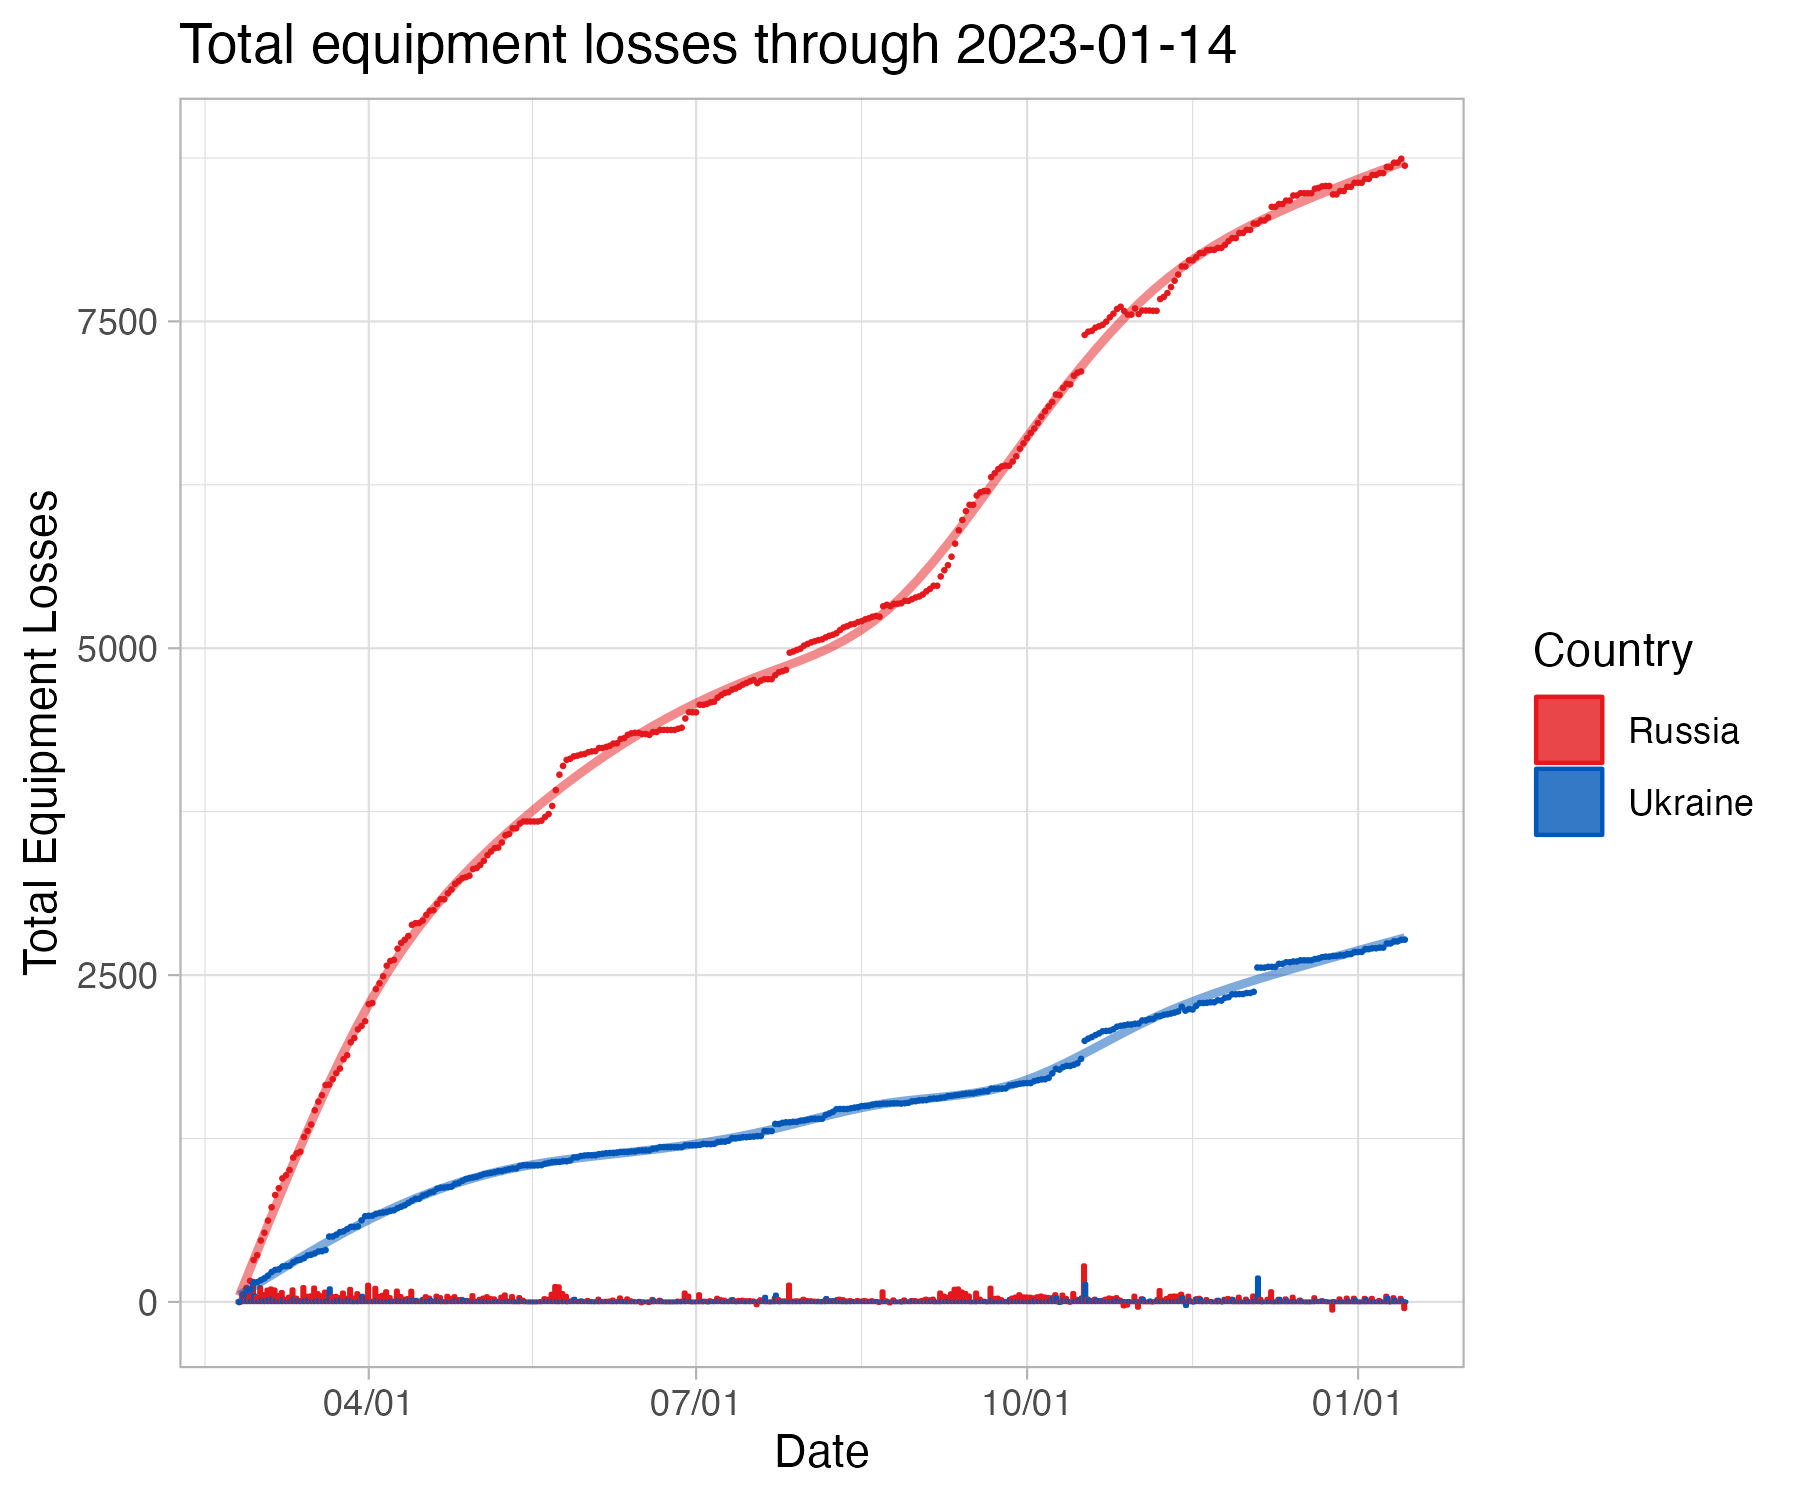 Total equipment losses through 2023-01-14
Total Equipment Losses
7500
5000
2500
0
04/01
07/01
10/01
01/01
Date
Country
Russia
Ukraine